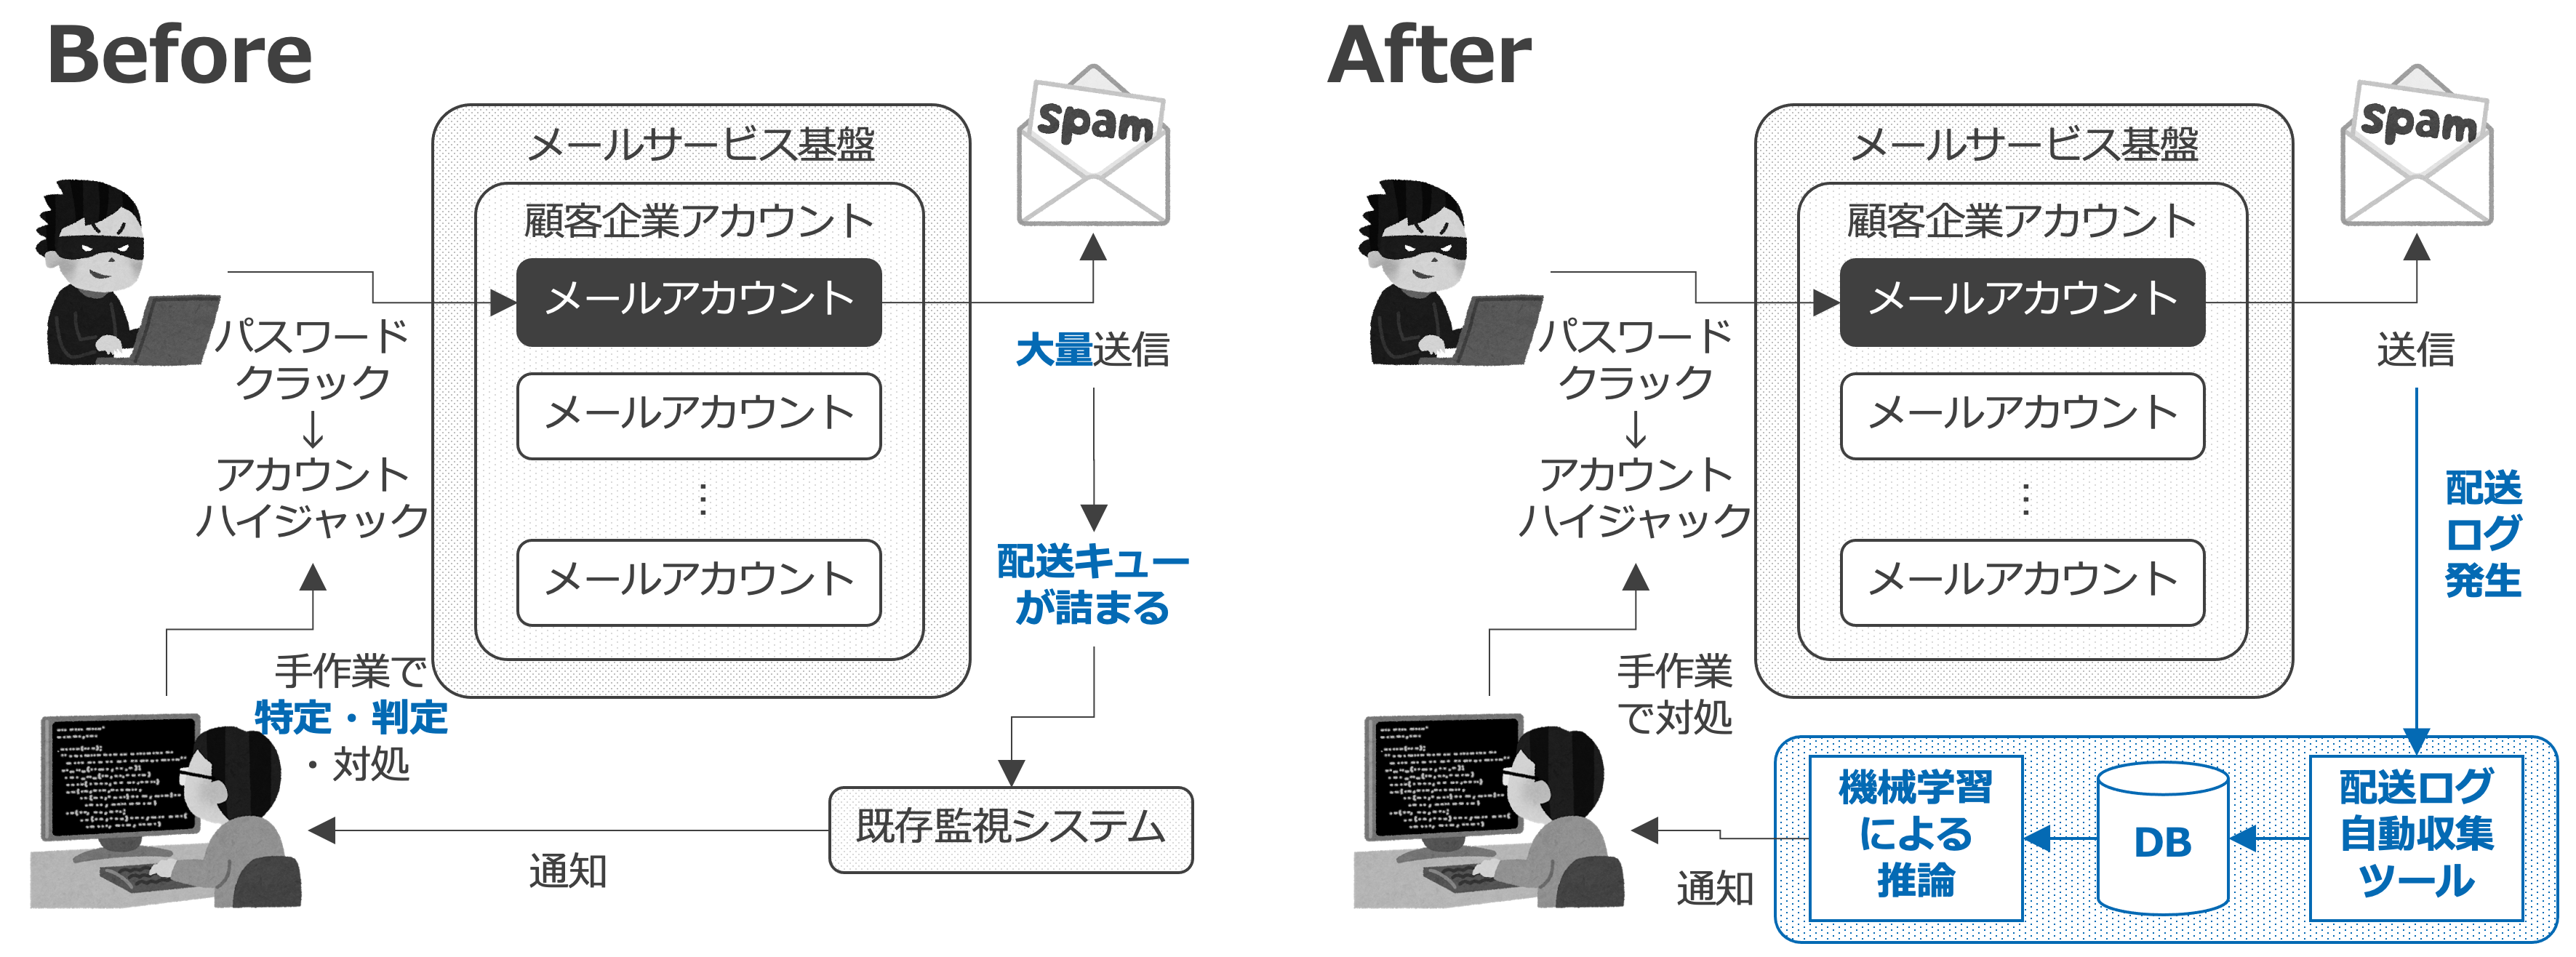 Before
メールサービス基盤
顧客企業アカウント
メールアカウント
メールアカウント
⋮
メールアカウント
spam
パスワード
クラック
↓
アカウント
ハイジャック
大量送信
配送キュー
が詰まる
手作業で
特定・判定
・対処
既存監視システム
通知
After
メールサービス基盤
顧客企業アカウント
メールアカウント
メールアカウント
⋮
メールアカウント
spam
パスワード
クラック
↓
アカウント
ハイジャック
送信
配送
ログ
発生
手作業
で対処
機械学習
による
推論
DB
配送ログ
自動収集
ツール
通知